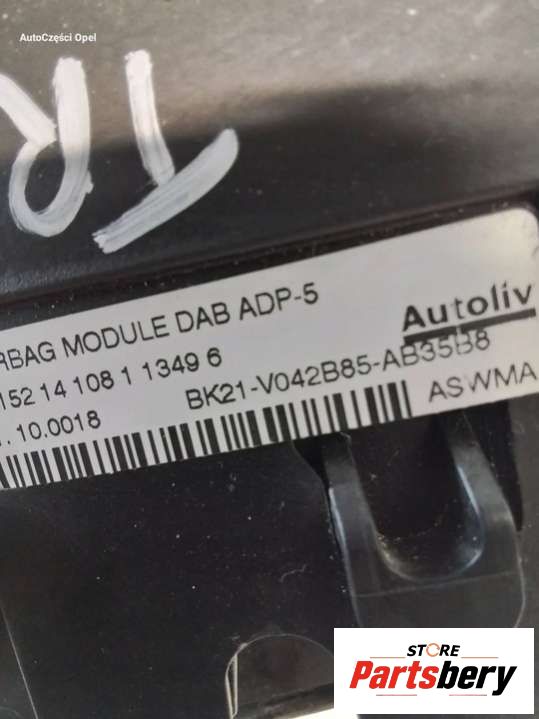 AutoCzęści Opel
TR
RBAG MODULE DAB ADP-5
Autoliv
152 14 108 1 1349 6
BK21-V042B85-AB35B8
. 10.0018
ASWMA
STORE
Partsbery